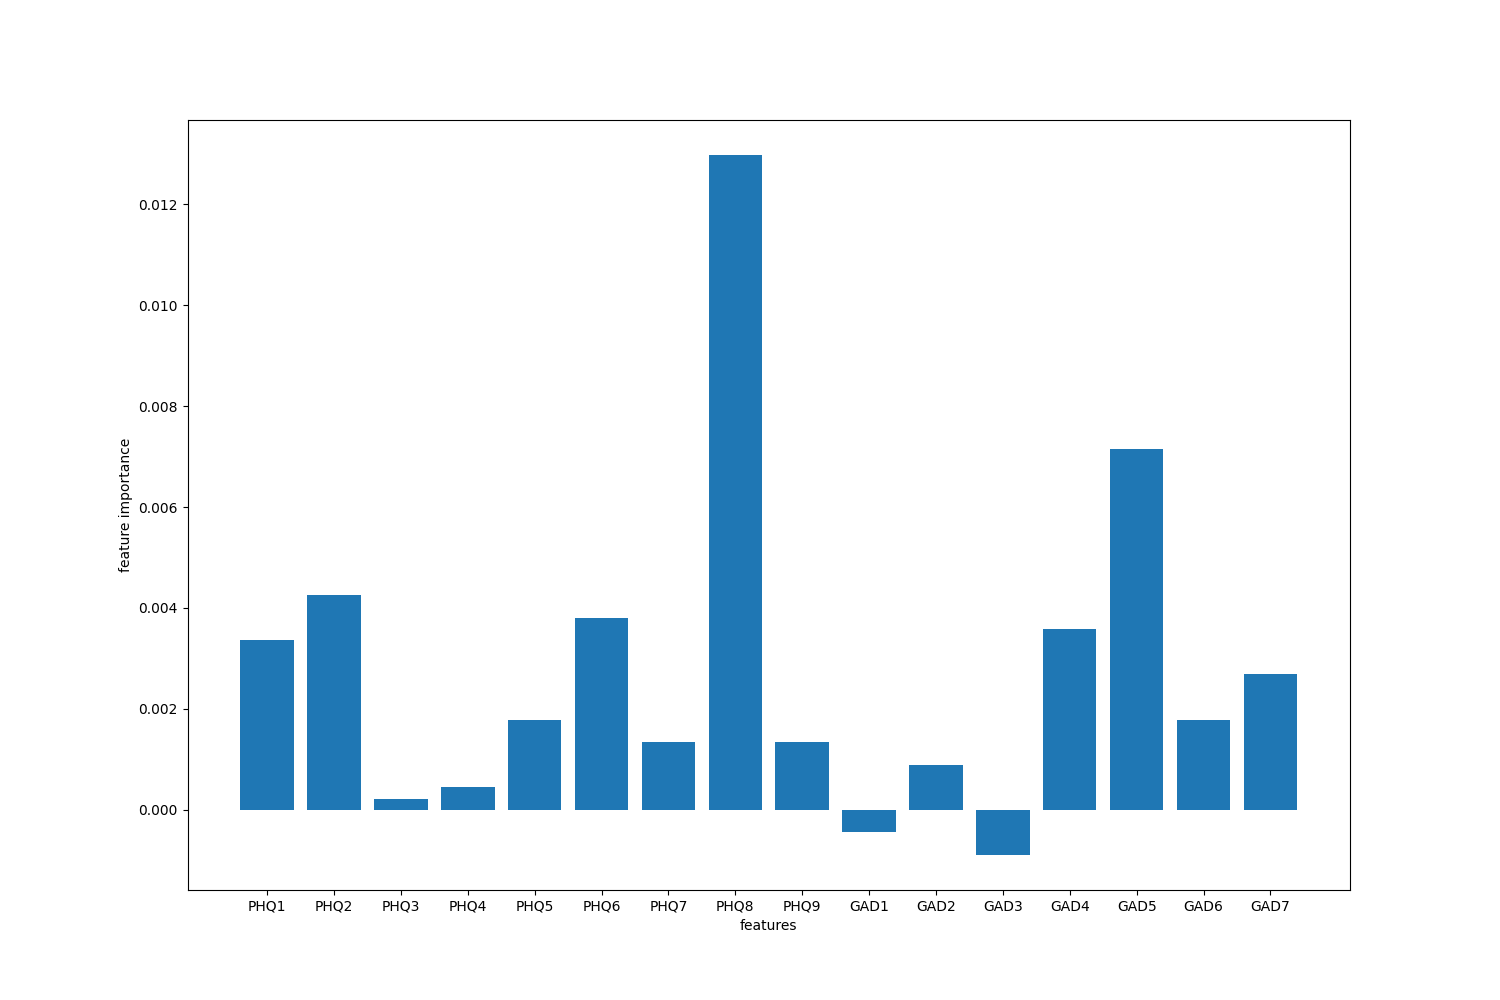 0.012
0.010
0.008
0.006
0.004
0.002
0.000
feature importance
PHQ1 PHQ2 PHQ3 PHQ4 PHQ5 PHQ6 PHQ7 PHQ8 PHQ9 GAD1 GAD2 GAD3 GAD4 GAD5 GAD6 GAD7
features